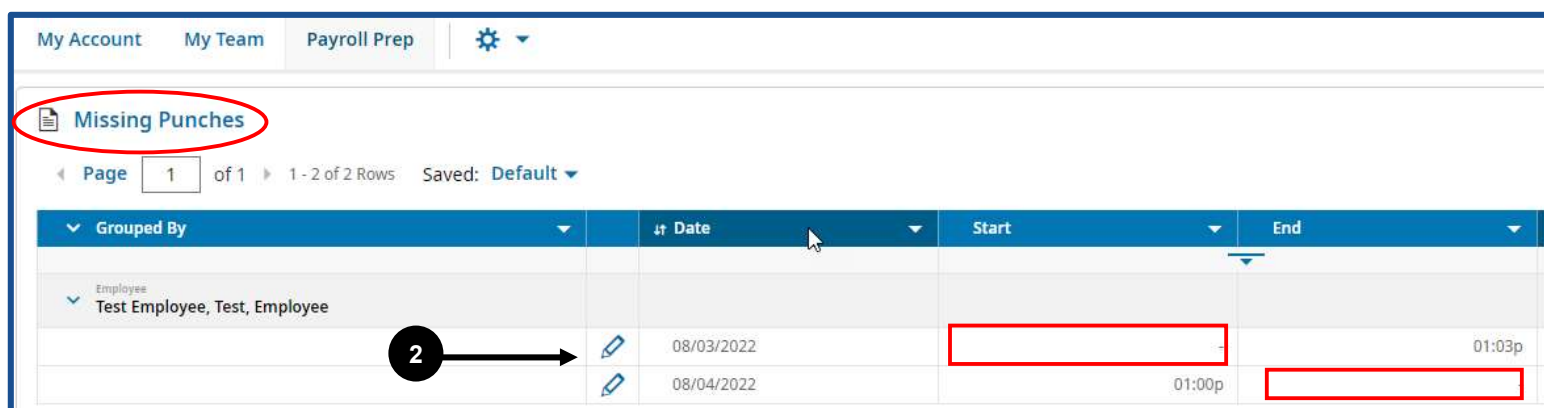 My Account My Team Payroll Prep
Missing Punches
Page 1 of 1 1 - 2 of 2 Rows Saved: Default
Grouped By Date Start End
Employee
Test Employee, Test, Employee
2 08/03/2022 - 01:03p
08/04/2022 01:00p -